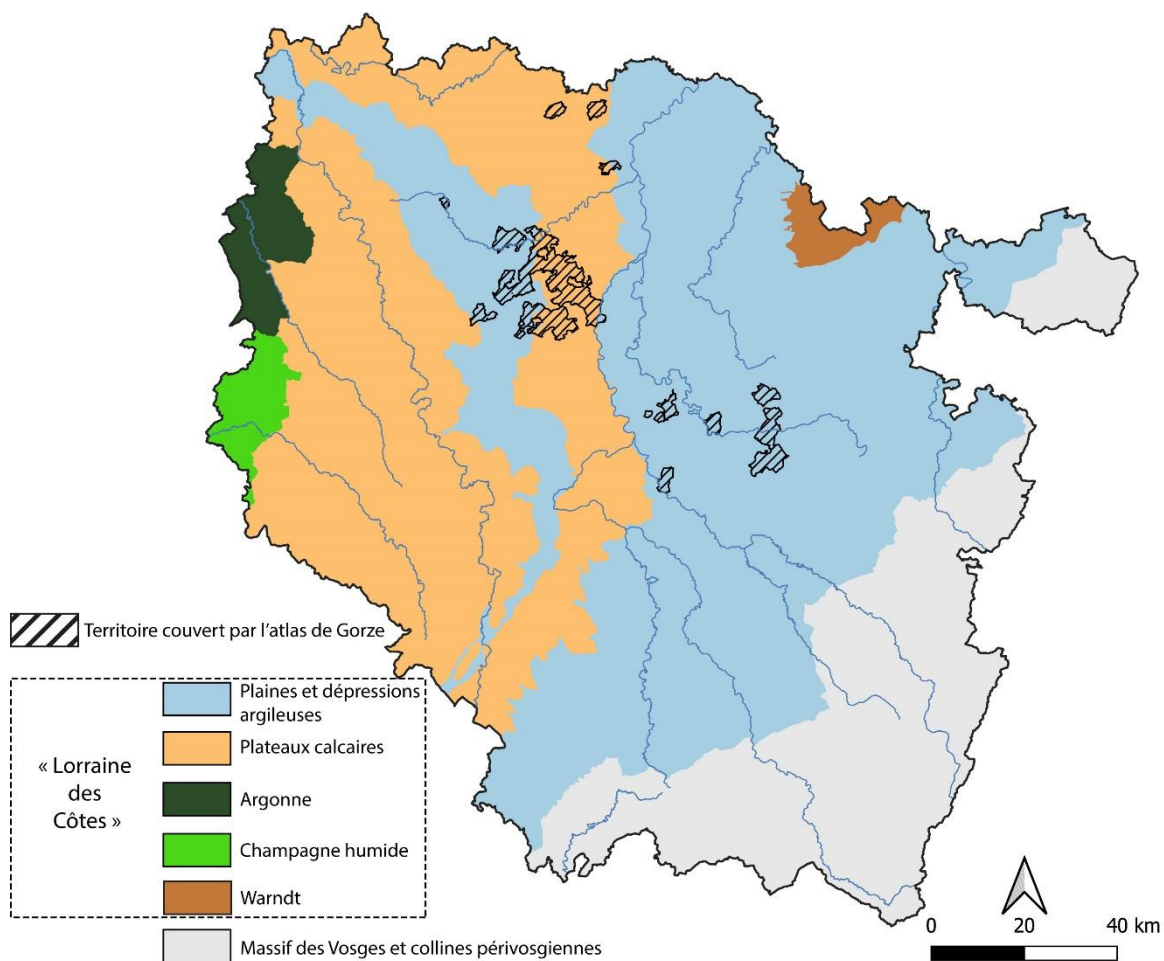 Territoire couvert par l'atlas de Gorze
« Lorraine
des
Côtes »
Plaines et dépressions
argileuses
Plateaux calcaires
Argonne
Champagne humide
Warndt
Massif des Vosges et collines périvosgiennes
0 20 40 km